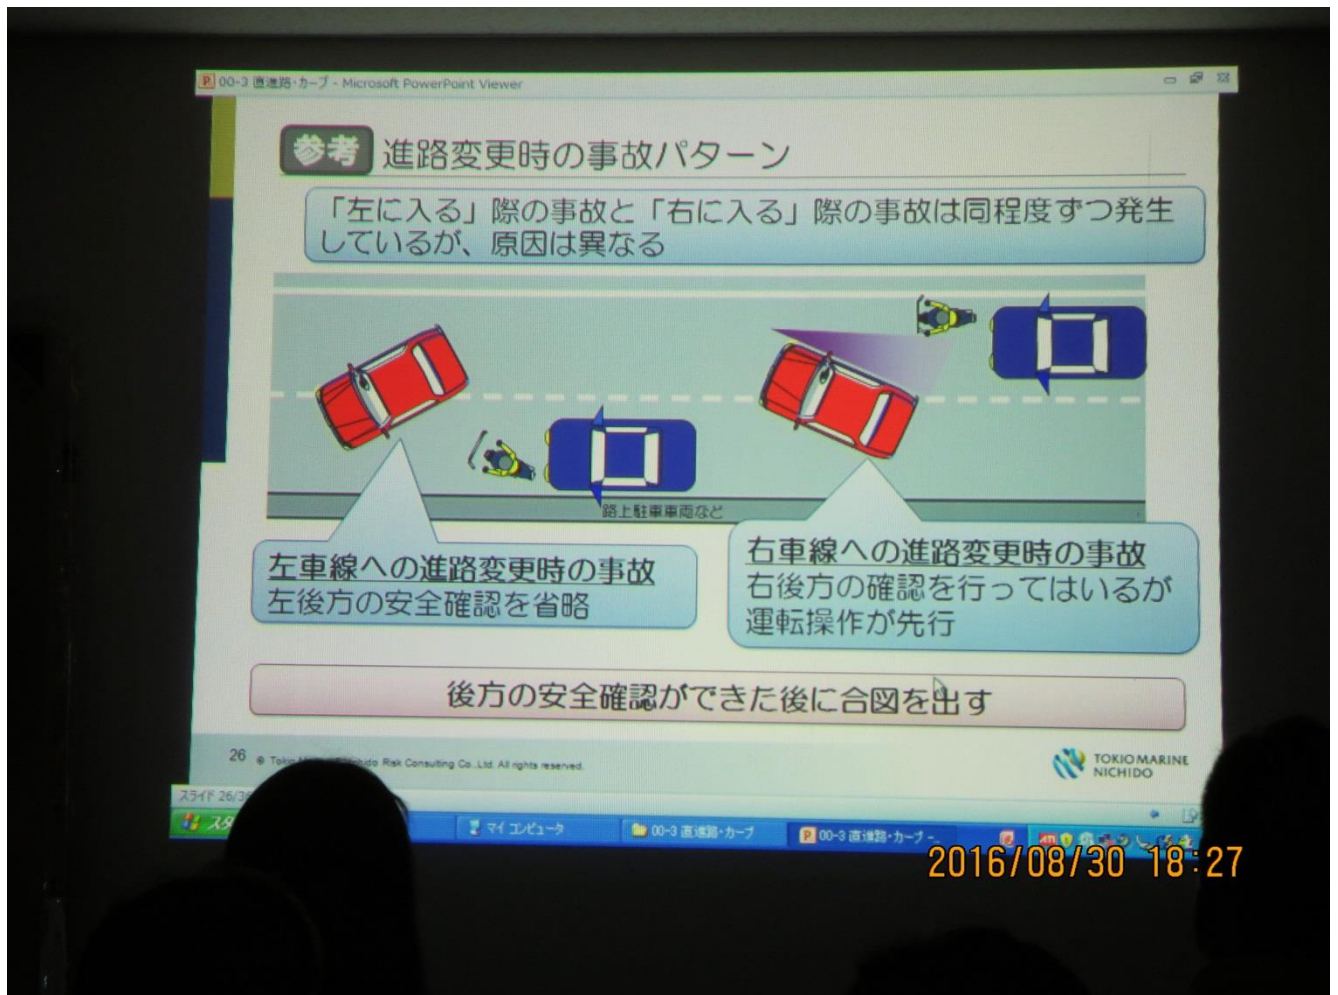 00-3 直進路・カーブ - Microsoft PowerPoint Viewer
参考 進路変更時の事故パターン
「左に入る」際の事故と「右に入る」際の事故は同程度ずつ発生
しているが、原因は異なる
路上駐車車両など
左車線への進路変更時の事故
左後方の安全確認を省略
右車線への進路変更時の事故
右後方の確認を行ってはいるが
運転操作が先行
後方の安全確認ができた後に合図を出す
26
Risk Consulting Co.,Ltd. All rights reserved.
TOKIO MARINE
NICHIDO
スライド 26/36
マイ コンピュータ
00-3 直進路・カーブ
00-3 直進路・カーブ -...
2016/08/30 18:27